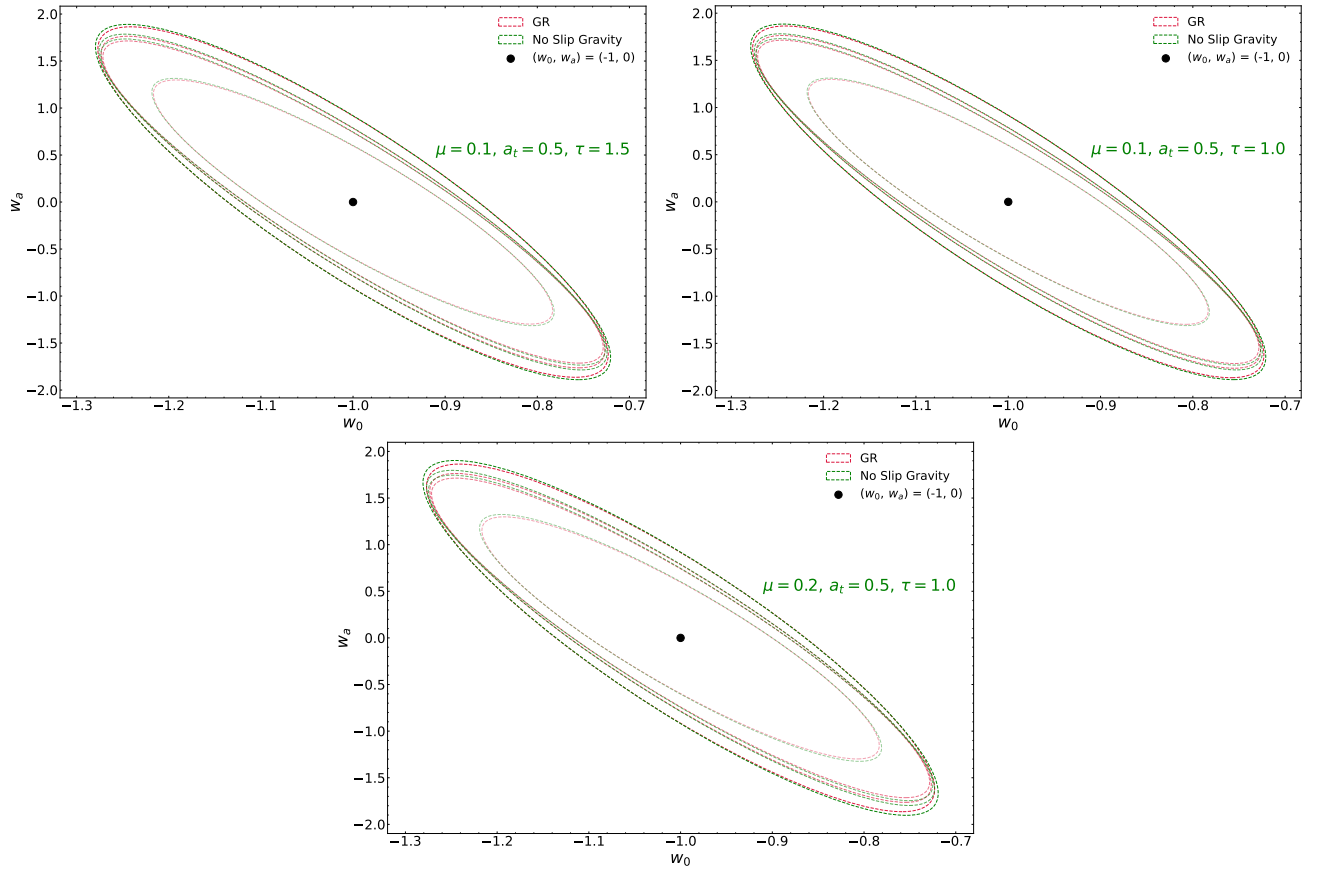 2.0
1.5
1.0
0.5
0.0
−0.5
−1.0
−1.5
−2.0
wₐ
GR
No Slip Gravity
(w₀, wₐ) = (-1, 0)
μ = 0.1, aₜ = 0.5, τ = 1.5
−1.3 −1.2 −1.1 −1.0 −0.9 −0.8 −0.7
w₀
2.0
1.5
1.0
0.5
0.0
−0.5
−1.0
−1.5
−2.0
wₐ
GR
No Slip Gravity
(w₀, wₐ) = (-1, 0)
μ = 0.1, aₜ = 0.5, τ = 1.0
−1.3 −1.2 −1.1 −1.0 −0.9 −0.8 −0.7
w₀
2.0
1.5
1.0
0.5
0.0
−0.5
−1.0
−1.5
−2.0
wₐ
GR
No Slip Gravity
(w₀, wₐ) = (-1, 0)
μ = 0.2, aₜ = 0.5, τ = 1.0
−1.3 −1.2 −1.1 −1.0 −0.9 −0.8 −0.7
w₀